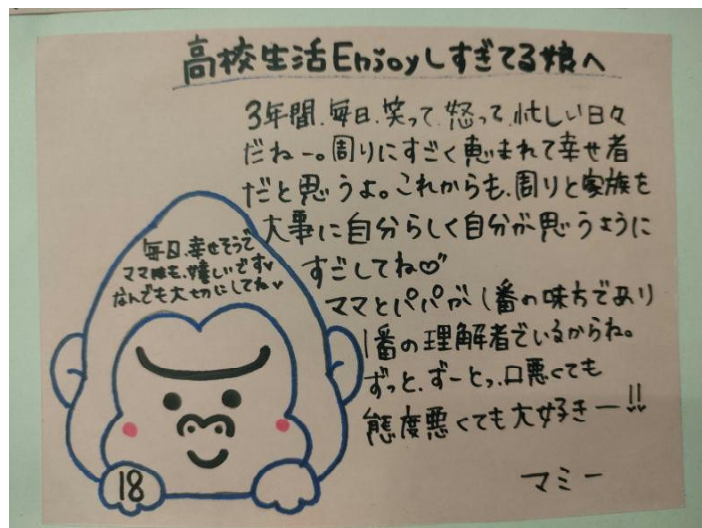 高校生活Enjoyしすぎてる娘へ
3年間、毎日、笑って、怒って、忙しい日々
だねー。周りにすごく恵まれて幸せ者
だと思うよ。これからも、周りと家族を
大事に自分らしく自分が思うように
すごしてね♡
ママとパパが1番の味方であり
1番の理解者でいるからね。
ずっと、ずーとっ、口悪くても
態度悪くても大好きー!!
マミー
毎日、幸せそうで
ママ達も、嬉しいです♥
なんでも大切にしてね♥
18